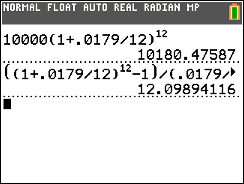 NORMAL FLOAT AUTO REAL RADIAN MP
10000(1+.0179/12)¹²
10180.47587
((1+.0179/12)¹²-1)/(.0179/
12.09894116